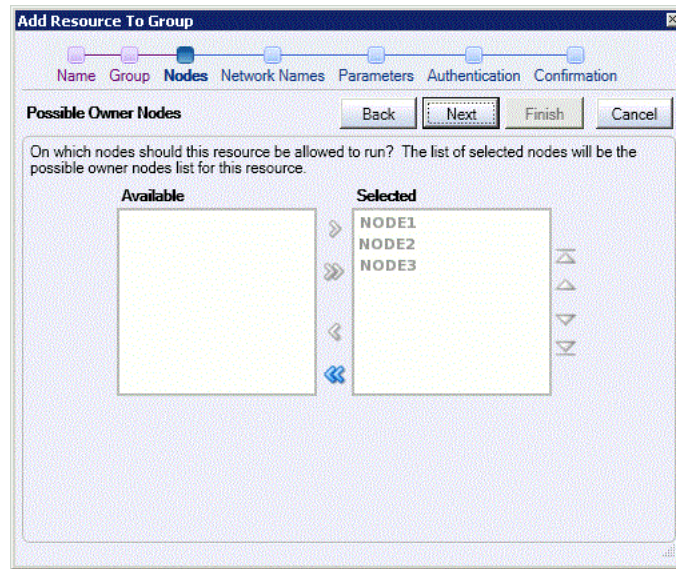 Add Resource To Group
Name Group Nodes Network Names Parameters Authentication Confirmation
Possible Owner Nodes Back Next Finish Cancel
On which nodes should this resource be allowed to run? The list of selected nodes will be the
possible owner nodes list for this resource.
Available Selected
NODE1
NODE2
NODE3